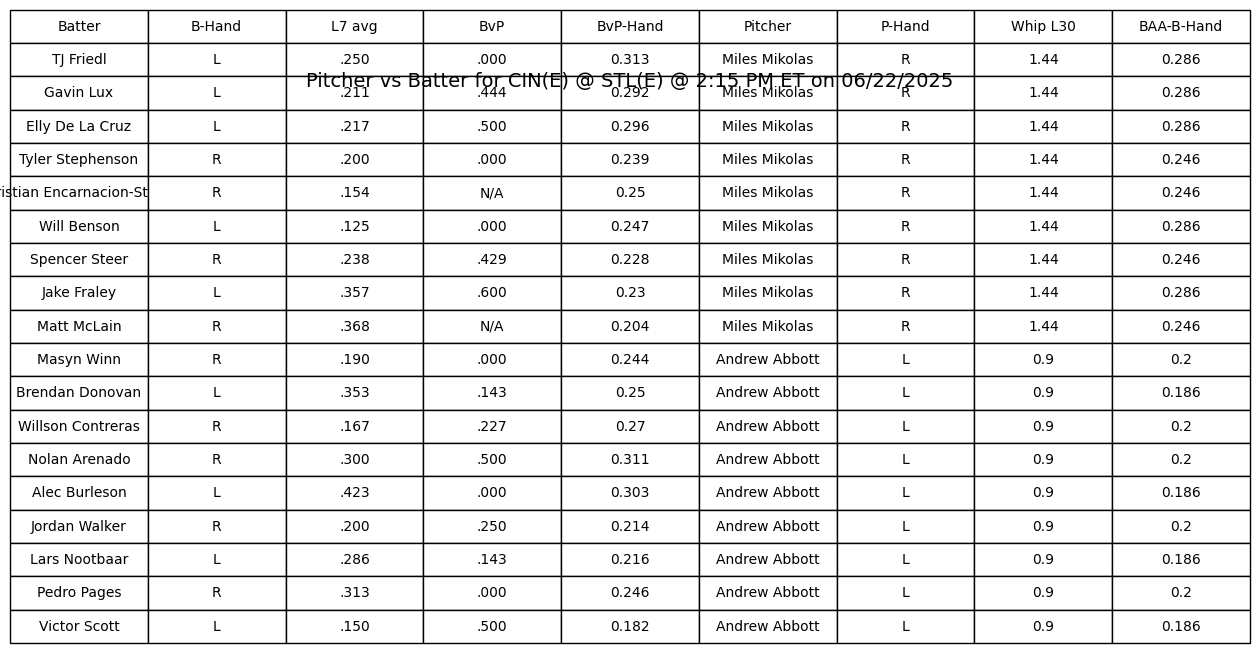 Batter B-Hand L7 avg BvP BvP-Hand Pitcher P-Hand Whip L30 BAA-B-Hand
TJ Friedl L .250 .000 0.313 Miles Mikolas R 1.44 0.286
Pitcher vs Batter for CIN(E) @ STL(E) @ 2:15 PM ET on 06/22/2025
Gavin Lux L .211 .444 0.292 Miles Mikolas R 1.44 0.286
Elly De La Cruz L .217 .500 0.296 Miles Mikolas R 1.44 0.286
Tyler Stephenson R .200 .000 0.239 Miles Mikolas R 1.44 0.246
ristian Encarnacion-St R .154 N/A 0.25 Miles Mikolas R 1.44 0.246
Will Benson L .125 .000 0.247 Miles Mikolas R 1.44 0.286
Spencer Steer R .238 .429 0.228 Miles Mikolas R 1.44 0.246
Jake Fraley L .357 .600 0.23 Miles Mikolas R 1.44 0.286
Matt McLain R .368 N/A 0.204 Miles Mikolas R 1.44 0.246
Masyn Winn R .190 .000 0.244 Andrew Abbott L 0.9 0.2
Brendan Donovan L .353 .143 0.25 Andrew Abbott L 0.9 0.186
Willson Contreras R .167 .227 0.27 Andrew Abbott L 0.9 0.2
Nolan Arenado R .300 .500 0.311 Andrew Abbott L 0.9 0.2
Alec Burleson L .423 .000 0.303 Andrew Abbott L 0.9 0.186
Jordan Walker R .200 .250 0.214 Andrew Abbott L 0.9 0.2
Lars Nootbaar L .286 .143 0.216 Andrew Abbott L 0.9 0.186
Pedro Pages R .313 .000 0.246 Andrew Abbott L 0.9 0.2
Victor Scott L .150 .500 0.182 Andrew Abbott L 0.9 0.186